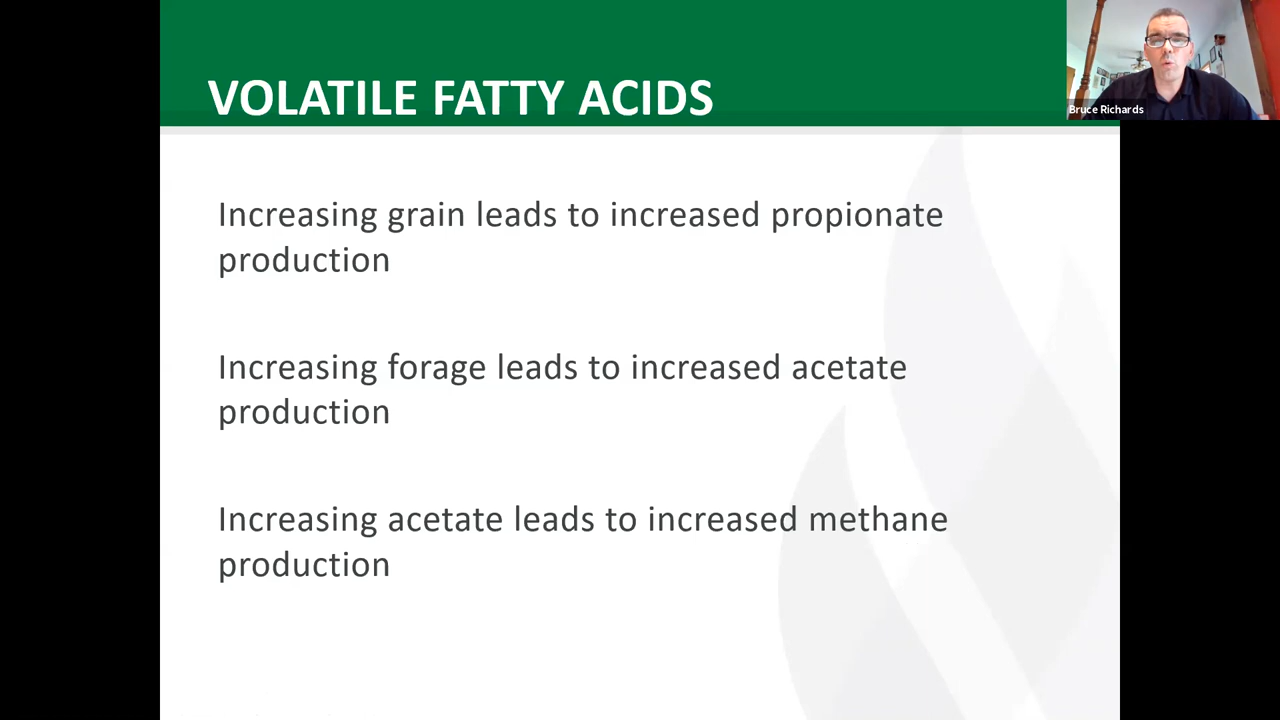 VOLATILE FATTY ACIDS
Bruce Richards
Increasing grain leads to increased propionate
production
Increasing forage leads to increased acetate
production
Increasing acetate leads to increased methane
production